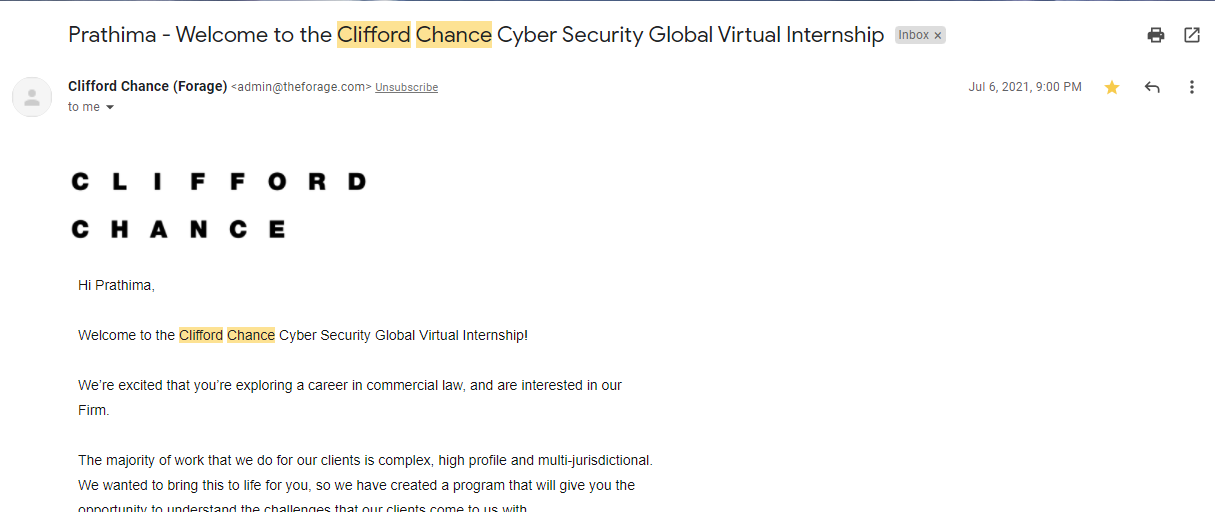 Prathima - Welcome to the Clifford Chance Cyber Security Global Virtual Internship Inbox ×
Clifford Chance (Forage) <admin@theforage.com> Unsubscribe Jul 6, 2021, 9:00 PM
to me
CLIFFORD
CHANCE
Hi Prathima,
Welcome to the Clifford Chance Cyber Security Global Virtual Internship!
We're excited that you're exploring a career in commercial law, and are interested in our
Firm.
The majority of work that we do for our clients is complex, high profile and multi-jurisdictional.
We wanted to bring this to life for you, so we have created a program that will give you the
opportunity to understand the challenges that our clients come to us with